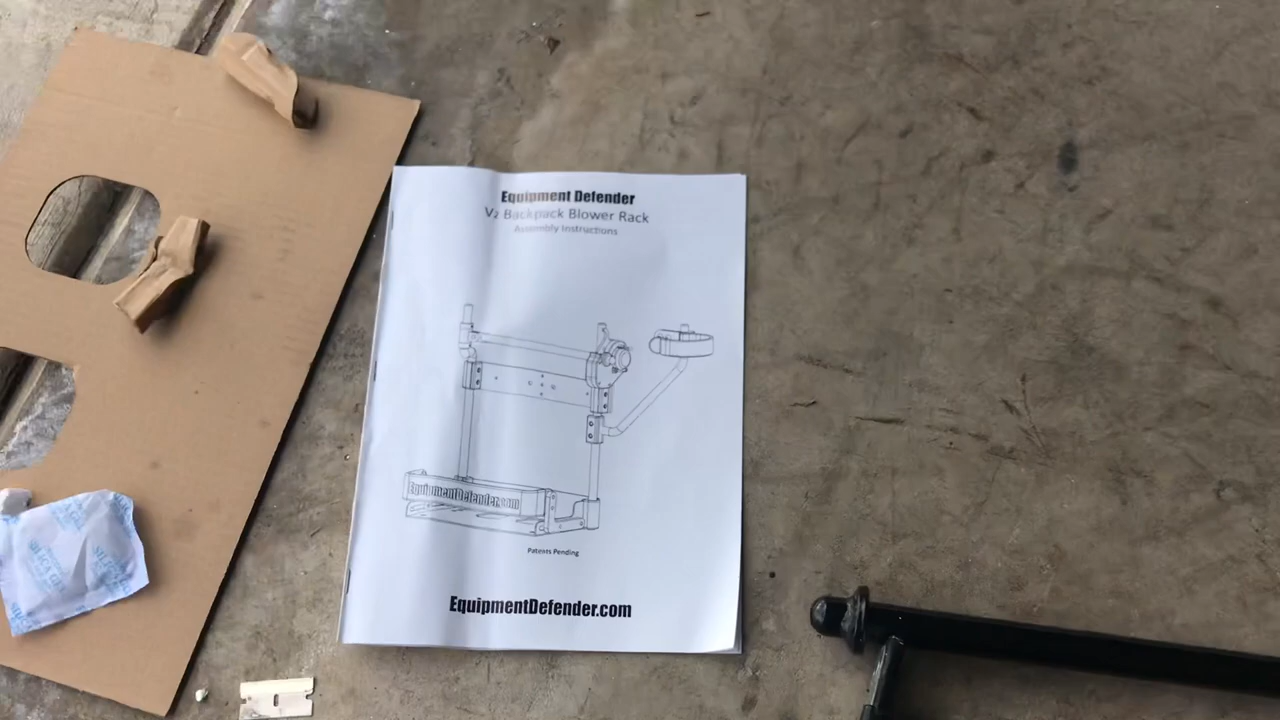 Equipment Defender
V2 Backpack Blower Rack
Assembly Instructions
EquipmentDefender.com
Patents Pending
EquipmentDefender.com